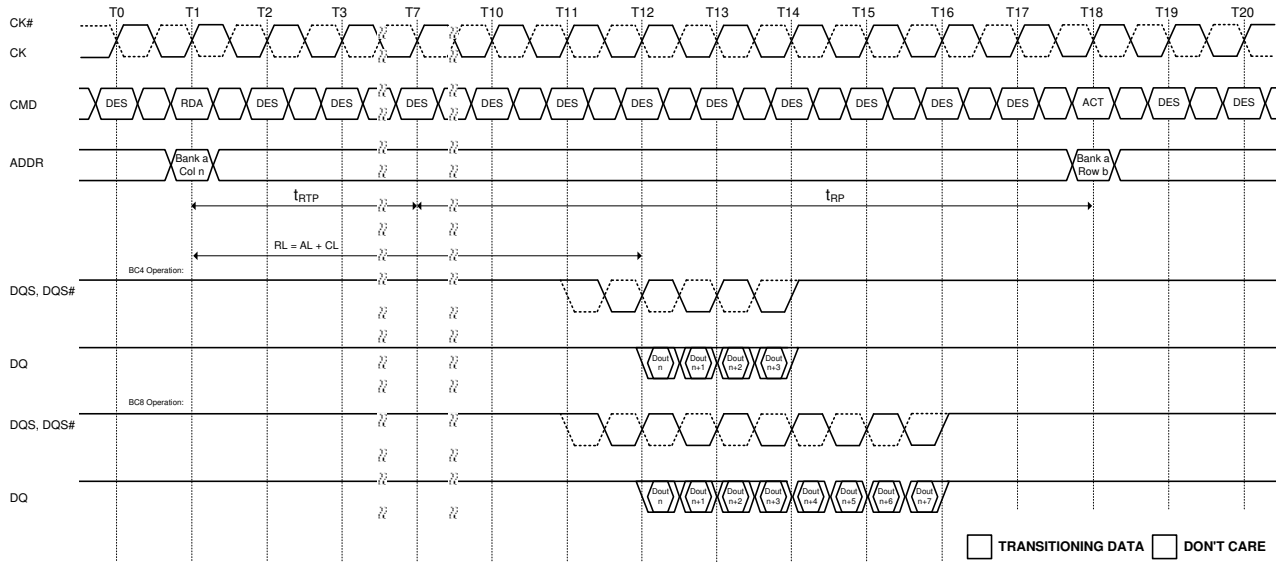 T0 T1 T2 T3 T7 T10 T11 T12 T13 T14 T15 T16 T17 T18 T19 T20
CK#
CK
CMD DES RDA DES DES DES DES DES DES DES DES DES DES DES ACT DES DES
ADDR
Bank a
Col n
Bank a
Row b
tRTP tRP
RL = AL + CL
BC4 Operation:
DQS, DQS#
DQ
Dout n Dout n+1 Dout n+2 Dout n+3
BC8 Operation:
DQS, DQS#
DQ
Dout n Dout n+1 Dout n+2 Dout n+3 Dout n+4 Dout n+5 Dout n+6 Dout n+7
TRANSITIONING DATA DON'T CARE